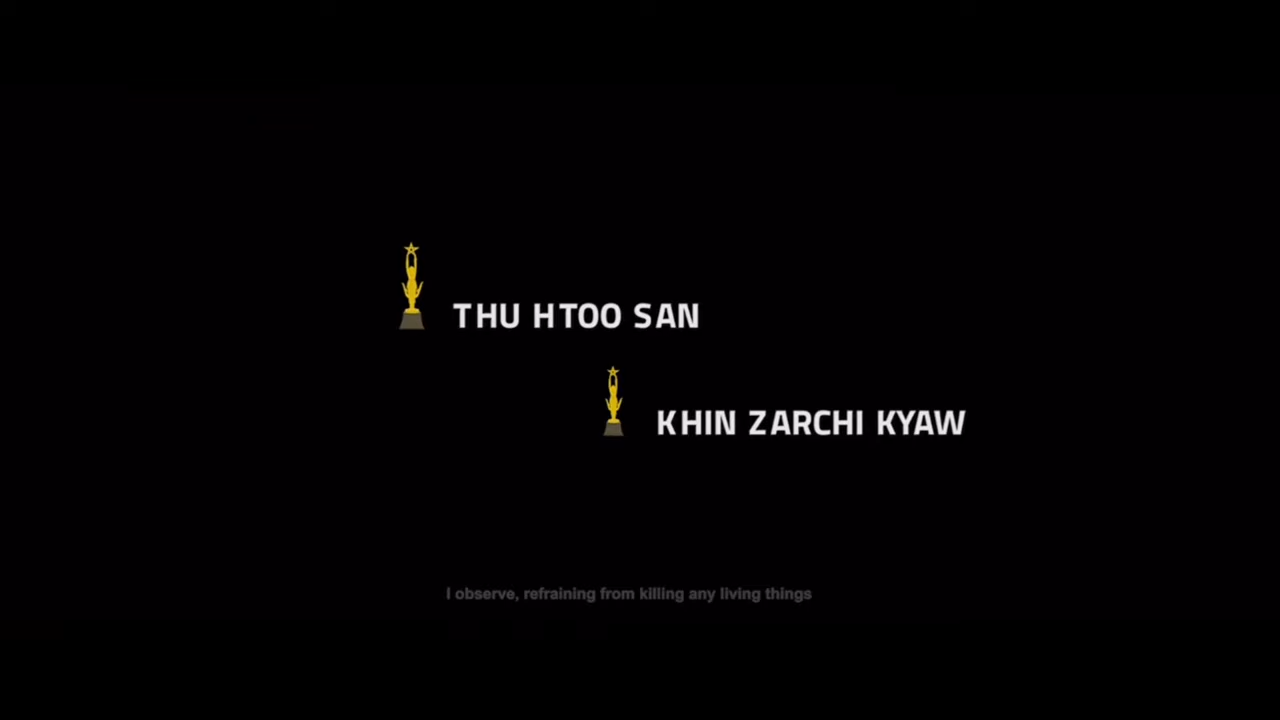 THU HTOO SAN
KHIN ZARCHI KYAW
I observe, refraining from killing any living things